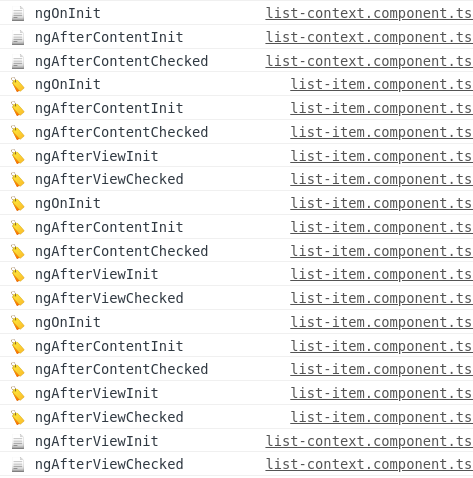 ngOnInit list-context.component.ts
ngAfterContentInit list-context.component.ts
ngAfterContentChecked list-context.component.ts
ngOnInit list-item.component.ts
ngAfterContentInit list-item.component.ts
ngAfterContentChecked list-item.component.ts
ngAfterViewInit list-item.component.ts
ngAfterViewChecked list-item.component.ts
ngOnInit list-item.component.ts
ngAfterContentInit list-item.component.ts
ngAfterContentChecked list-item.component.ts
ngAfterViewInit list-item.component.ts
ngAfterViewChecked list-item.component.ts
ngOnInit list-item.component.ts
ngAfterContentInit list-item.component.ts
ngAfterContentChecked list-item.component.ts
ngAfterViewInit list-item.component.ts
ngAfterViewChecked list-item.component.ts
ngAfterViewInit list-context.component.ts
ngAfterViewChecked list-context.component.ts